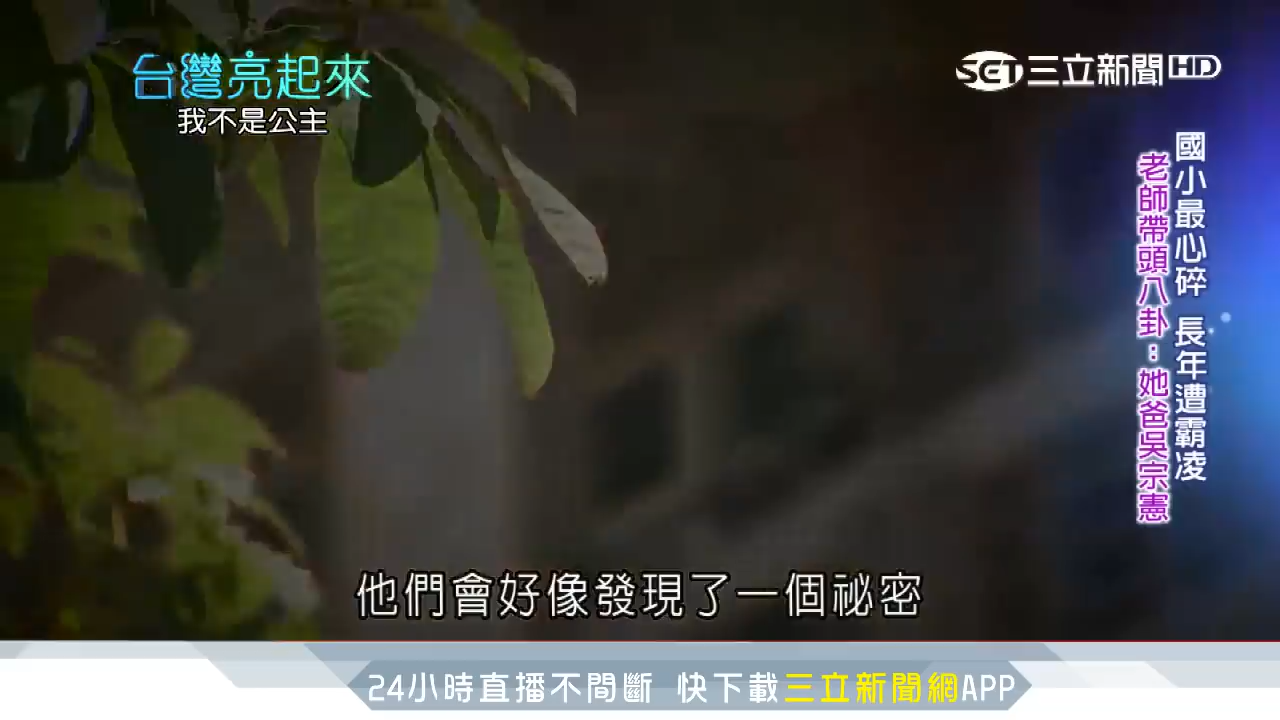 台灣亮起來
我不是公主
SET三立新聞HD
國小最心碎 長年遭霸凌
老師帶頭八卦：她爸吳宗憲
他們會好像發現了一個祕密
24小時直播不間斷 快下載三立新聞網APP